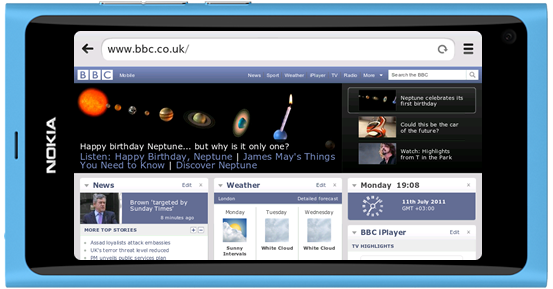 www.bbc.co.uk/
BBC Mobile News Sport Weather iPlayer TV Radio More Search the BBC
Neptune celebrates its
first birthday
Could this be the car
of the future?
Watch: Highlights
from T in the Park
Happy birthday Neptune... but why is it only one?
Listen: Happy Birthday, Neptune | James May's Things
You Need to Know | Discover Neptune
NOKIA
News Edit x
Brown 'targeted by
Sunday Times'
8 minutes ago
MORE TOP STORIES
Assad loyalists attack embassies
UK's terror threat level reduced
PM unveils public services plan
Weather Edit x
London Detailed forecast
Monday Tuesday Wednesday
Sunny
Intervals
White Cloud White Cloud
Monday 19:08 x
11th July 2011
GMT +03:00
BBC iPlayer Edit x
TV HIGHLIGHTS